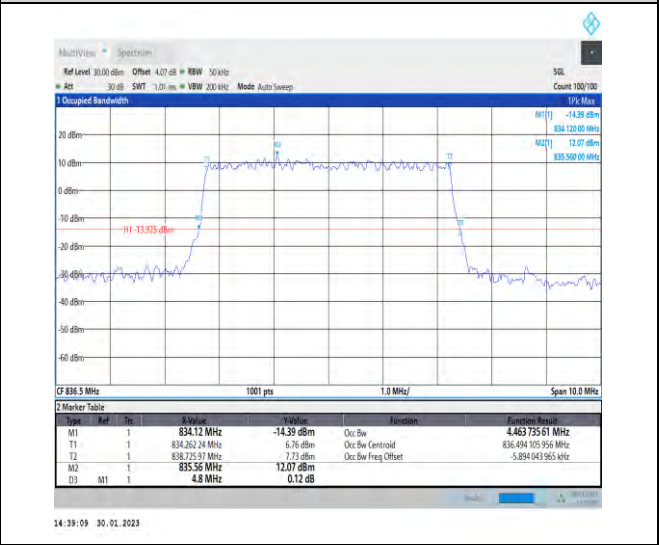 MultiView Spectrum
Ref Level 30.00 dBm Offset 4.07 dB RBW 50 kHz SGL
Att 30 dB SWT 1.01 ms VBW 200 kHz Mode Auto Sweep Count 100/100
1 Occupied Bandwidth 1Pk Max
M1[1] -14.39 dBm
834.120 00 MHz
M2[1] 12.07 dBm
835.560 00 MHz
20 dBm
M2
T1 T2
10 dBm
0 dBm
-10 dBm
H1 -13.925 dBm
-20 dBm
-30 dBm
-40 dBm
-50 dBm
-60 dBm
CF 836.5 MHz 1001 pts 1.0 MHz/ Span 10.0 MHz
2 Marker Table
Type Ref Trc X-Value Y-Value Function Function Result
M1 1 834.12 MHz -14.39 dBm Occ Bw 4.463 735 61 MHz
T1 1 834.262 24 MHz 6.76 dBm Occ Bw Centroid 836.494 105 956 MHz
T2 1 838.725 97 MHz 7.73 dBm Occ Bw Freq Offset -5.894 043 965 kHz
M2 1 835.56 MHz 12.07 dBm
D3 M1 1 4.8 MHz 0.12 dB
14:39:09 30.01.2023